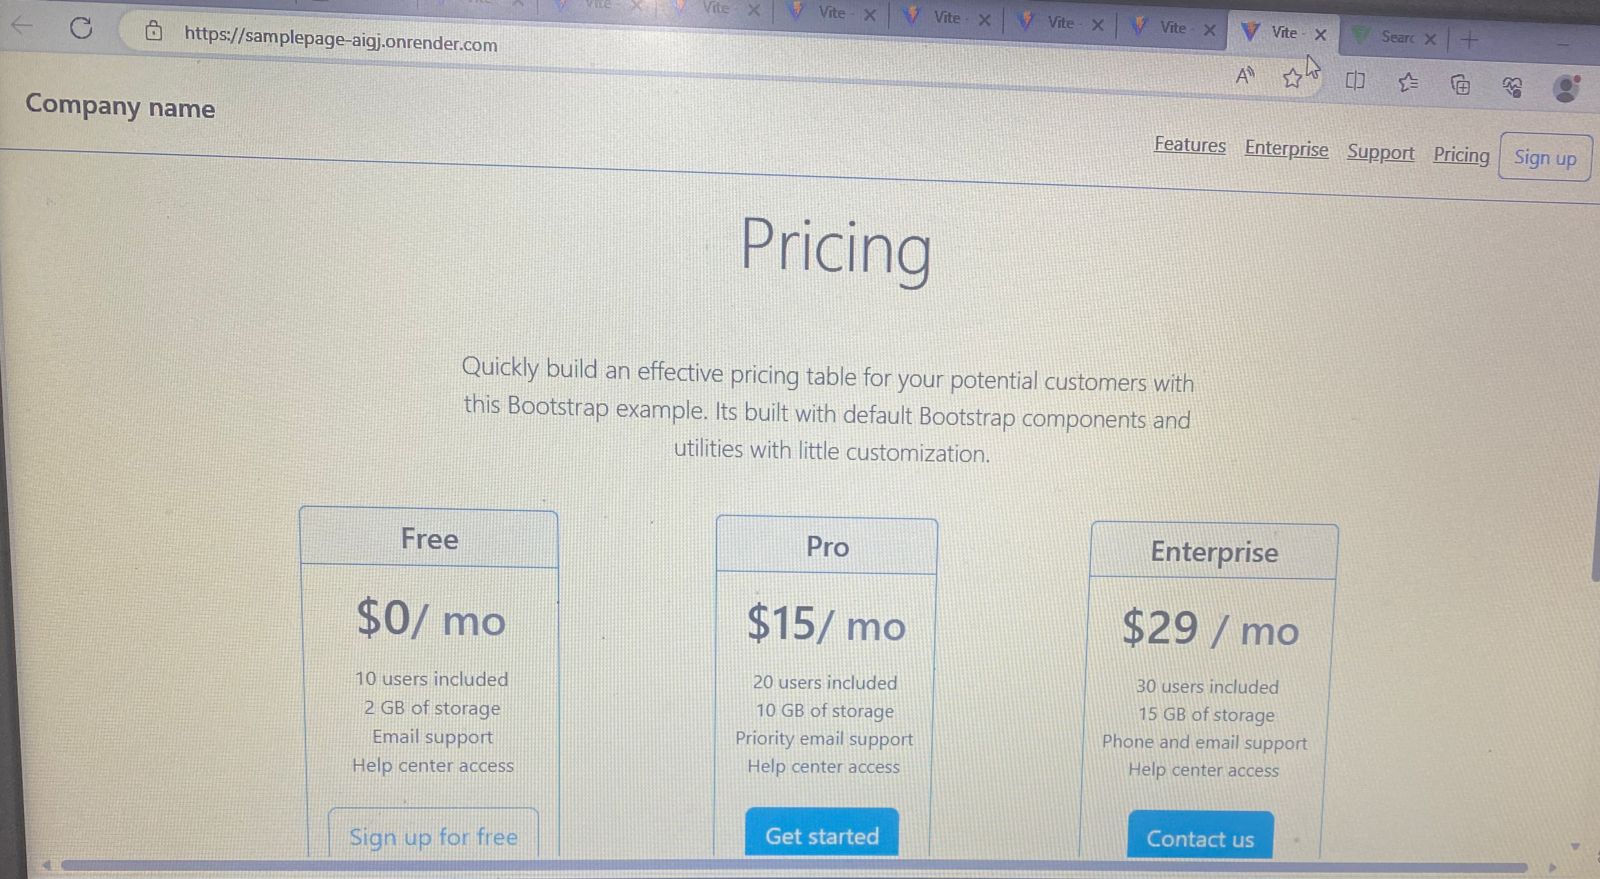 Vite
Vite
Vite
Vite -
Vite -
Vite
Vite -
Searc
https://samplepage-aigj.onrender.com
Company name
Features Enterprise Support Pricing Sign up
Pricing
Quickly build an effective pricing table for your potential customers with
this Bootstrap example. Its built with default Bootstrap components and
utilities with little customization.
Free
$0/ mo
10 users included
2 GB of storage
Email support
Help center access
Sign up for free
Pro
$15/ mo
20 users included
10 GB of storage
Priority email support
Help center access
Get started
Enterprise
$29 / mo
30 users included
15 GB of storage
Phone and email support
Help center access
Contact us